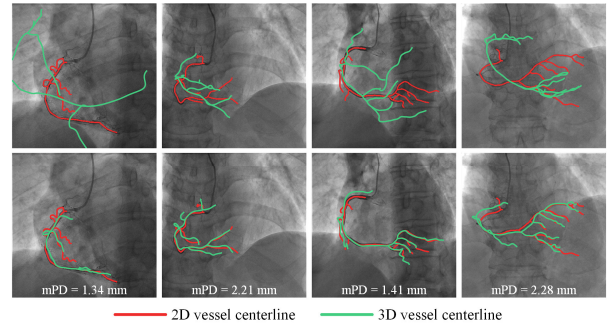 mPD = 1.34 mm
mPD = 2.21 mm
mPD = 1.41 mm
mPD = 2.28 mm
2D vessel centerline
3D vessel centerline